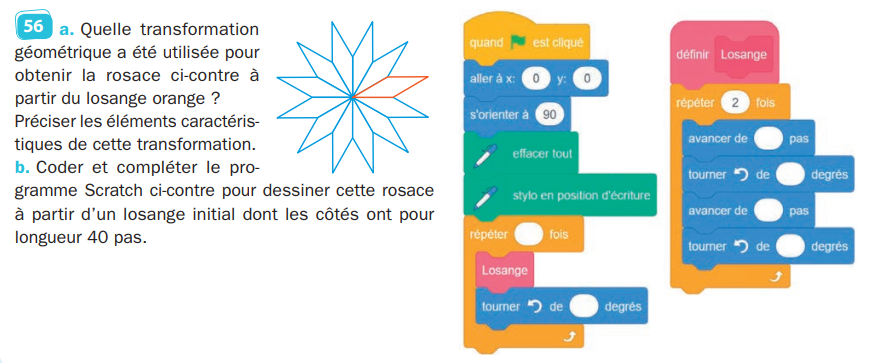 56 a. Quelle transformation
géométrique a été utilisée pour
obtenir la rosace ci-contre à
partir du losange orange ?
Préciser les éléments caractéris-
tiques de cette transformation.
b. Coder et compléter le pro-
gramme Scratch ci-contre pour dessiner cette rosace
à partir d'un losange initial dont les côtés ont pour
longueur 40 pas.
quand est cliqué
aller à x: 0 y: 0
s'orienter à 90
effacer tout
stylo en position d'écriture
répéter fois
Losange
tourner de degrés
définir Losange
répéter 2 fois
avancer de pas
tourner de degrés
avancer de pas
tourner de degrés